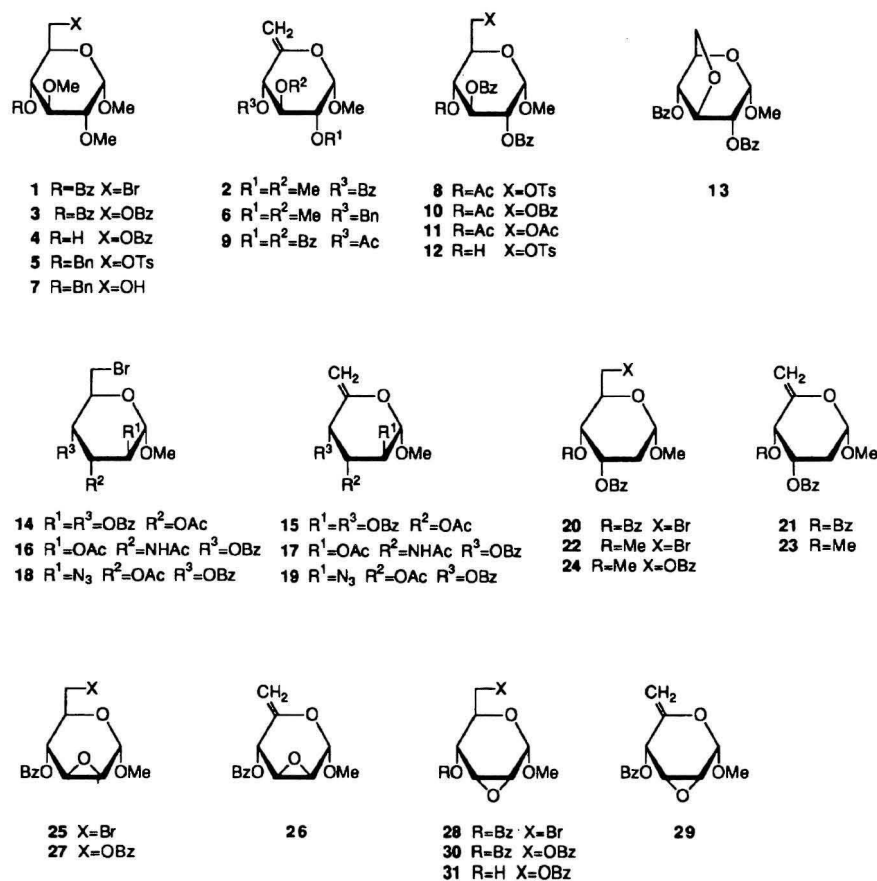 X
O
OMe
RO
OMe
OMe
1 R=Bz X=Br
3 R=Bz X=OBz
4 R=H X=OBz
5 R=Bn X=OTs
7 R=Bn X=OH
CH₂
O
OR²
R³O
OMe
OR¹
2 R¹=R²=Me R³=Bz
6 R¹=R²=Me R³=Bn
9 R¹=R²=Bz R³=Ac
X
O
OBz
RO
OMe
OBz
8 R=Ac X=OTs
10 R=Ac X=OBz
11 R=Ac X=OAc
12 R=H X=OTs
O
O
BzO
OMe
OBz
13
Br
O
R¹
R³
OMe
R²
14 R¹=R³=OBz R²=OAc
16 R¹=OAc R²=NHAc R³=OBz
18 R¹=N₃ R²=OAc R³=OBz
CH₂
O
R¹
R³
OMe
R²
15 R¹=R³=OBz R²=OAc
17 R¹=OAc R²=NHAc R³=OBz
19 R¹=N₃ R²=OAc R³=OBz
X
O
RO
OMe
OBz
20 R=Bz X=Br
22 R=Me X=Br
24 R=Me X=OBz
CH₂
O
RO
OMe
OBz
21 R=Bz
23 R=Me
X
O
O
BzO
OMe
25 X=Br
27 X=OBz
CH₂
O
O
BzO
OMe
26
X
O
RO
OMe
O
28 R=Bz X=Br
30 R=Bz X=OBz
31 R=H X=OBz
CH₂
O
BzO
OMe
O
29